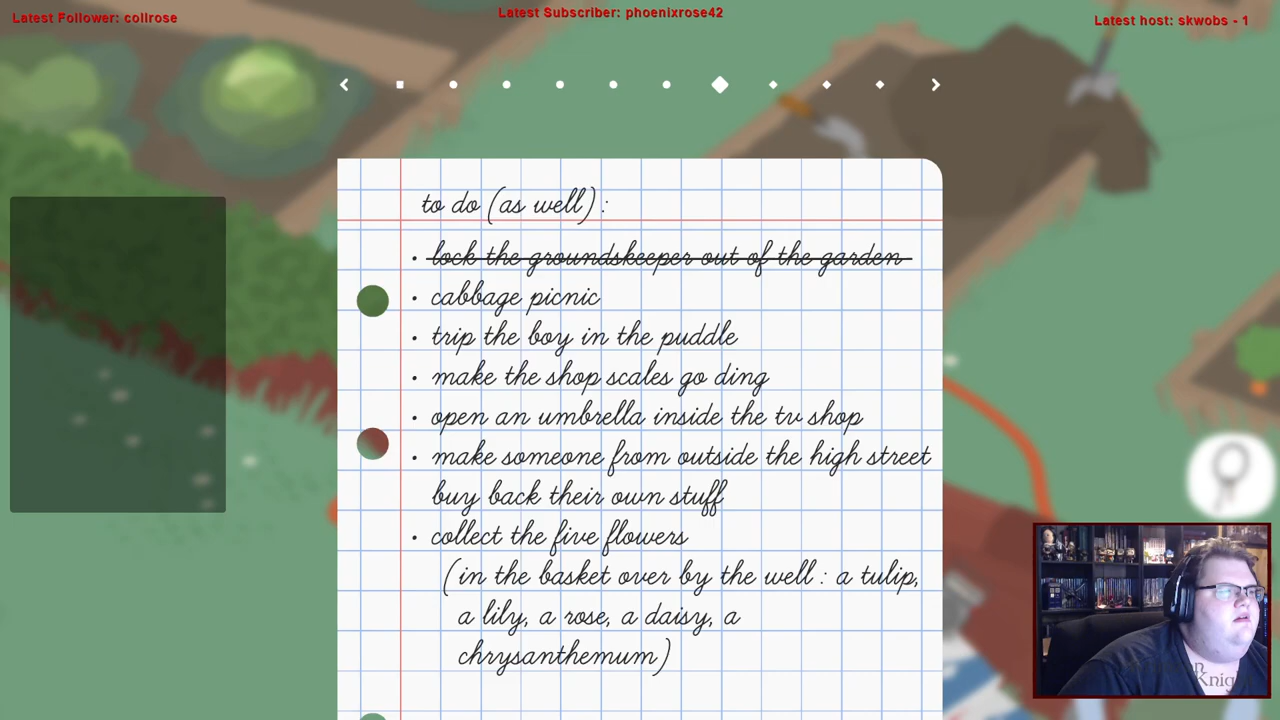 Latest Follower: collrose
Latest Subscriber: phoenixrose42
Latest host: skwobs - 1
to do (as well) :
• lock the groundskeeper out of the garden
• cabbage picnic
• trip the boy in the puddle
• make the shop scales go ding
• open an umbrella inside the tv shop
• make someone from outside the high street
buy back their own stuff
• collect the five flowers
(in the basket over by the well : a tulip,
a lily, a rose, a daisy, a
chrysanthemum)